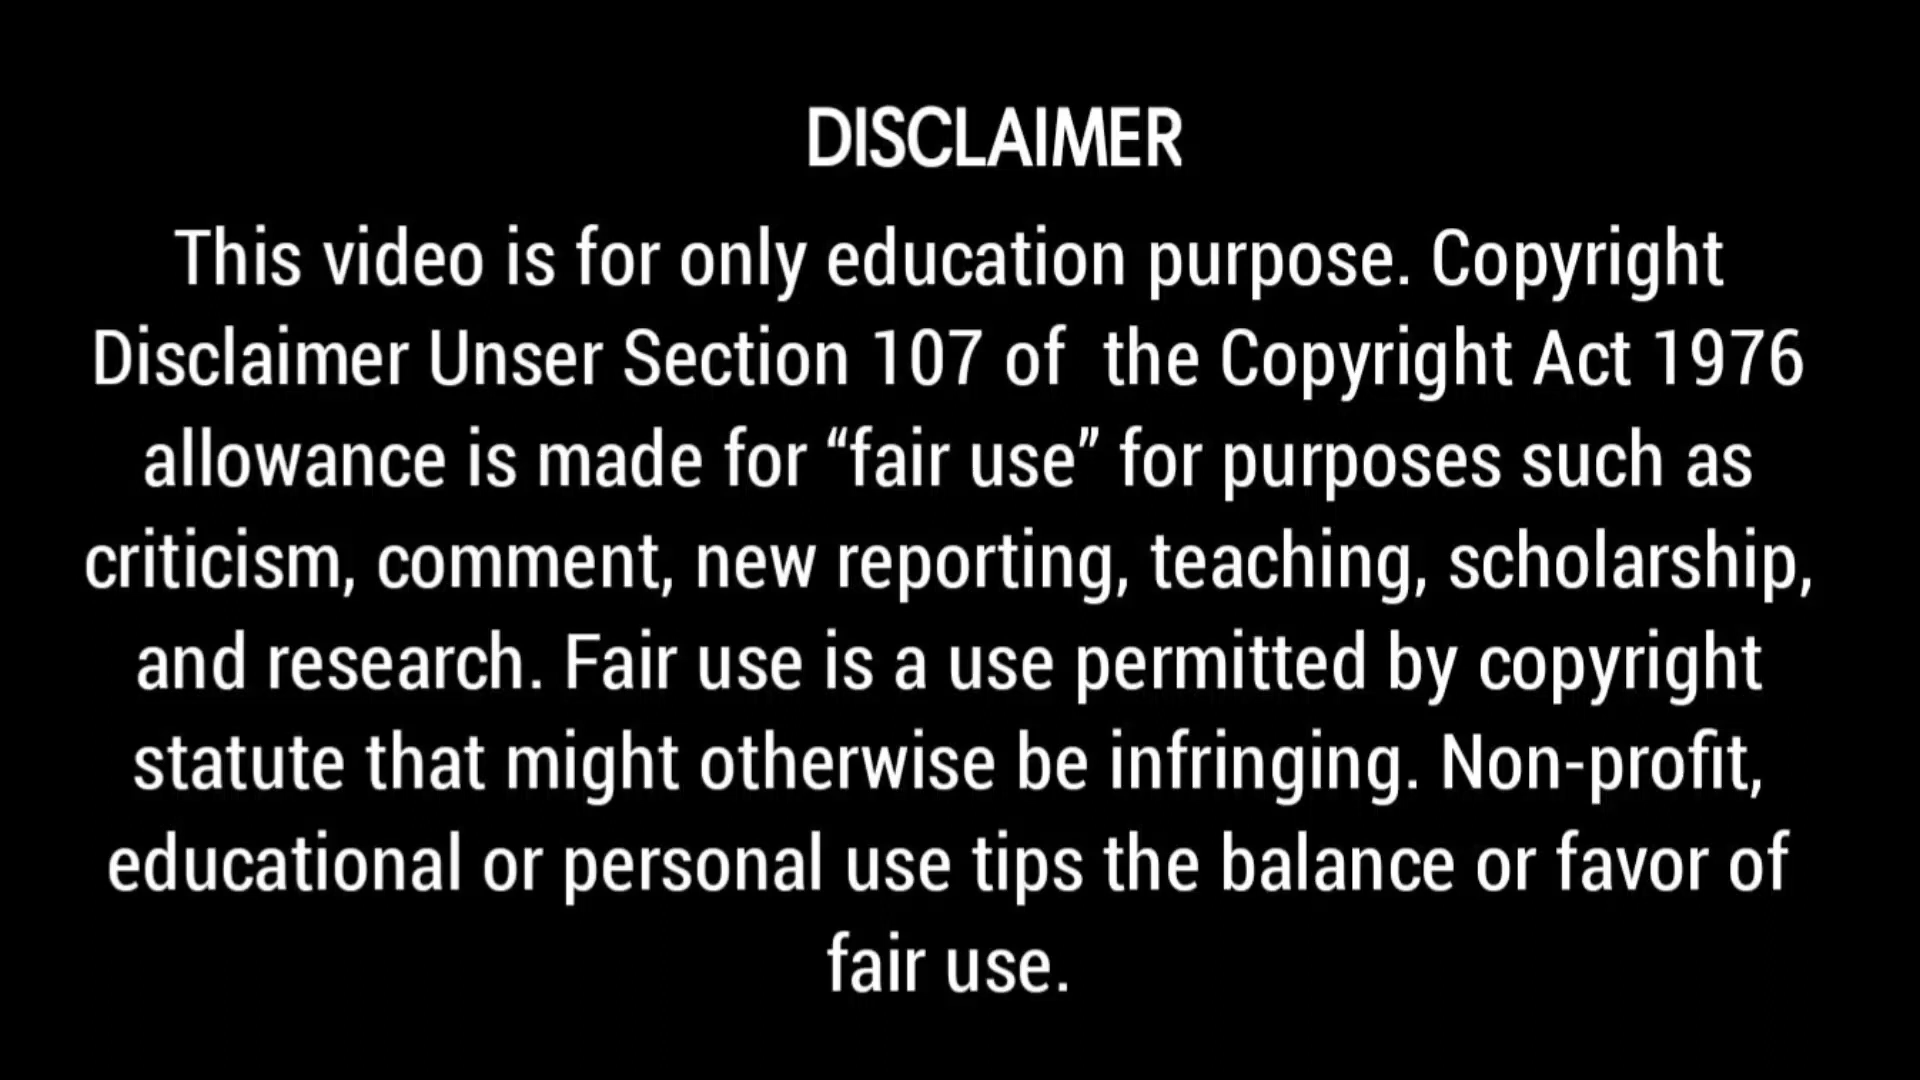 DISCLAIMER
This video is for only education purpose. Copyright
Disclaimer Unser Section 107 of the Copyright Act 1976
allowance is made for “fair use” for purposes such as
criticism, comment, new reporting, teaching, scholarship,
and research. Fair use is a use permitted by copyright
statute that might otherwise be infringing. Non-profit,
educational or personal use tips the balance or favor of
fair use.